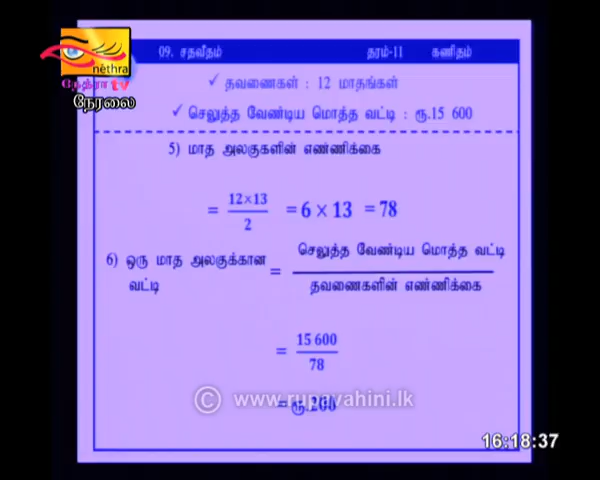 09. சதவீதம் தரம்-11 கணிதம்
nēthra
நேத்ரா TV
நேரலை
✓ தவணைகள் : 12 மாதங்கள்
✓ செலுத்த வேண்டிய மொத்த வட்டி : ரூ.15 600
5) மாத அலகுகளின் எண்ணிக்கை
= 12×13 / 2 = 6 × 13 = 78
6) ஒரு மாத அலகுக்கான வட்டி = செலுத்த வேண்டிய மொத்த வட்டி / தவணைகளின் எண்ணிக்கை
= 15 600 / 78
= ரூ.200
© www.rupavahini.lk
16:18:37